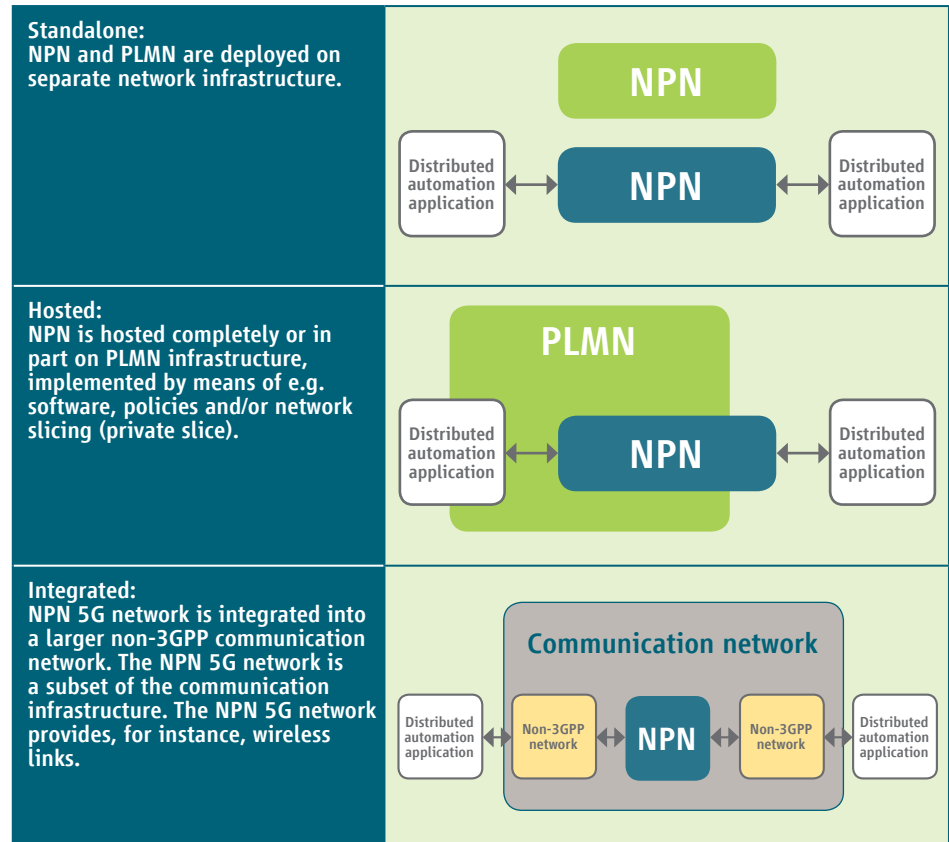 Standalone:
NPN and PLMN are deployed on
separate network infrastructure.
NPN
Distributed
automation
application
NPN
Distributed
automation
application
Hosted:
NPN is hosted completely or in
part on PLMN infrastructure,
implemented by means of e.g.
software, policies and/or network
slicing (private slice).
PLMN
Distributed
automation
application
NPN
Distributed
automation
application
Integrated:
NPN 5G network is integrated into
a larger non-3GPP communication
network. The NPN 5G network is
a subset of the communication
infrastructure. The NPN 5G network
provides, for instance, wireless
links.
Communication network
Distributed
automation
application
Non-3GPP
network
NPN
Non-3GPP
network
Distributed
automation
application